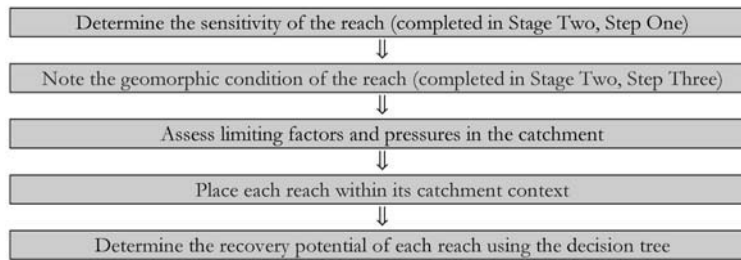 Determine the sensitivity of the reach (completed in Stage Two, Step One)
⇓
Note the geomorphic condition of the reach (completed in Stage Two, Step Three)
⇓
Assess limiting factors and pressures in the catchment
⇓
Place each reach within its catchment context
⇓
Determine the recovery potential of each reach using the decision tree